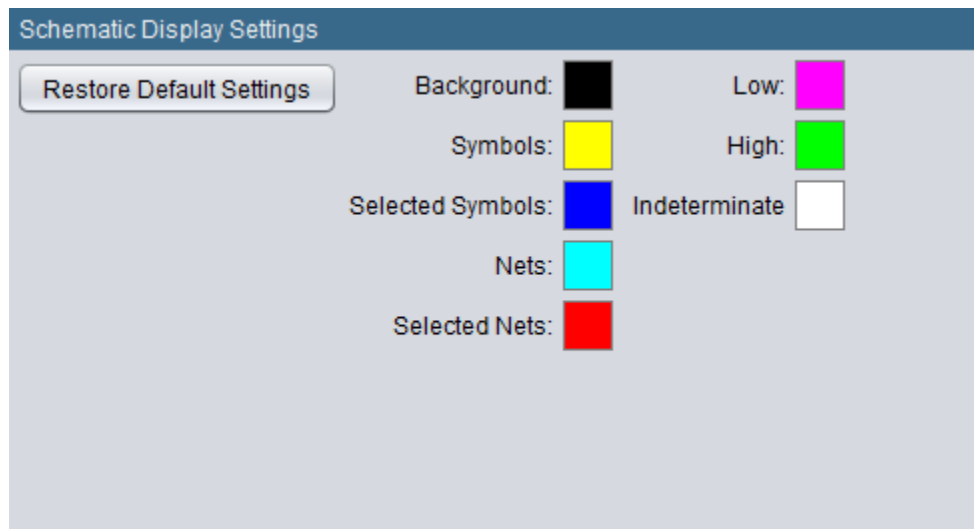 Schematic Display Settings
Restore Default Settings
Background:
Low:
Symbols:
High:
Selected Symbols:
Indeterminate
Nets:
Selected Nets: